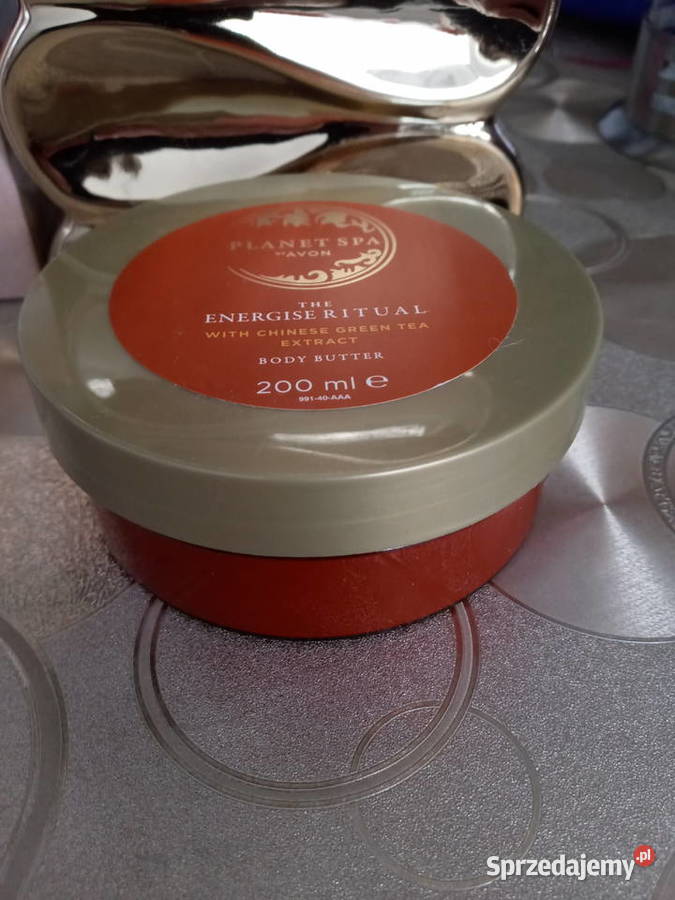 PLANET SPA
BY AVON
THE
ENERGISE RITUAL
WITH CHINESE GREEN TEA
EXTRACT
BODY BUTTER
200 ml e
991-40-AAA
Sprzedajemy.pl